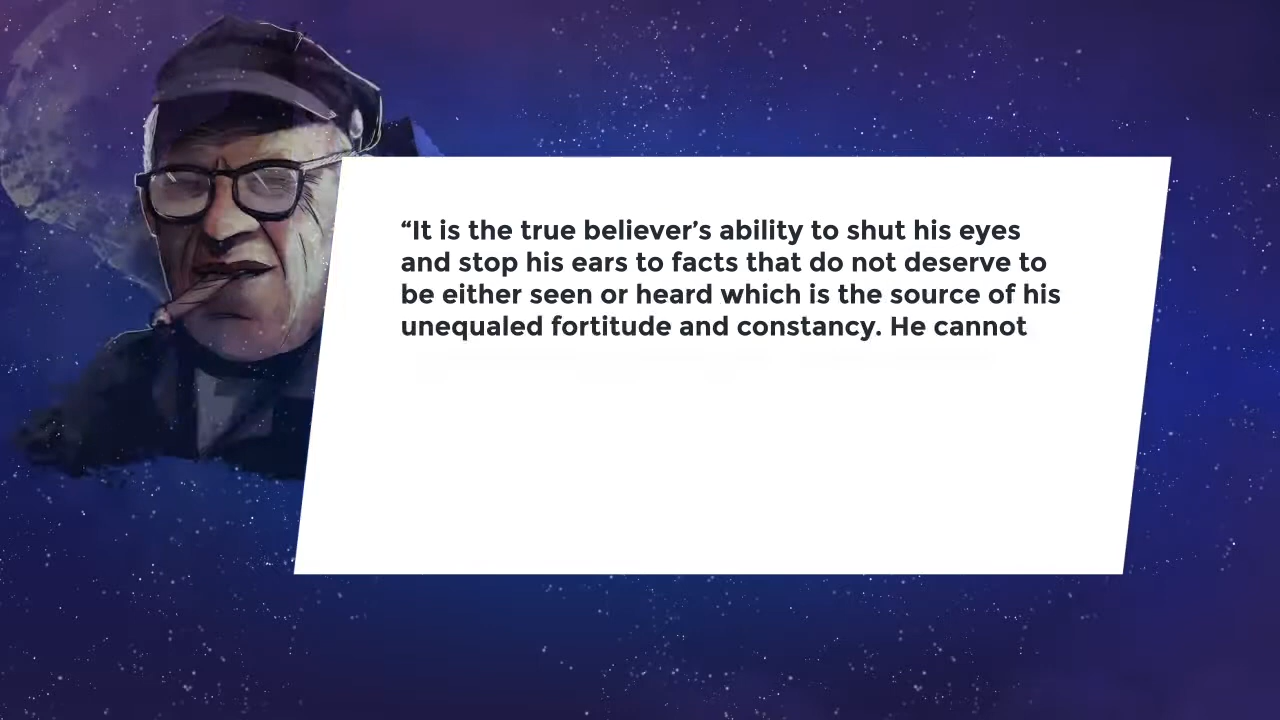 “It is the true believer’s ability to shut his eyes
and stop his ears to facts that do not deserve to
be either seen or heard which is the source of his
unequaled fortitude and constancy. He cannot